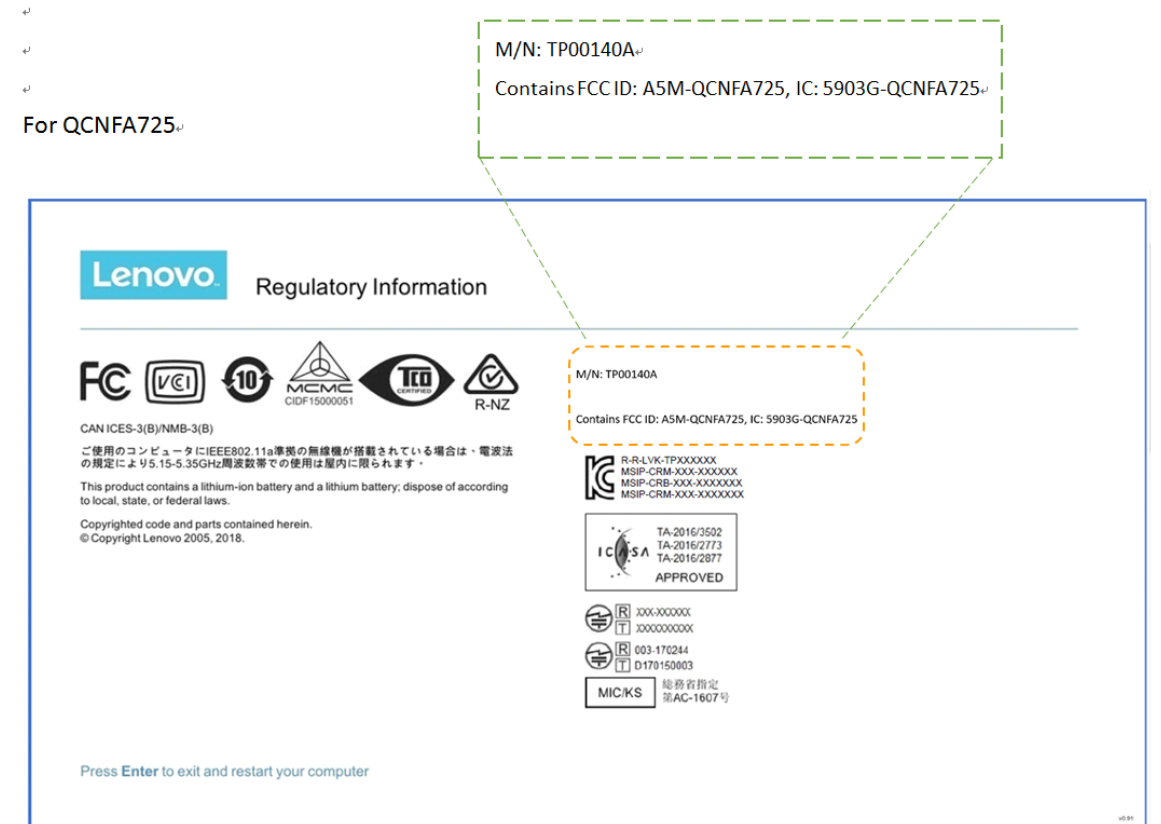 M/N: TP00140A
Contains FCC ID: A5M-QCNFA725, IC: 5903G-QCNFA725
For QCNFA725
Lenovo
Regulatory Information
FC
VCI
10
MCMC
CIDF15000051
TCO
CERTIFIED
R-NZ
CAN ICES-3(B)/NMB-3(B)
ご使用のコンピュータにIEEE802.11a準拠の無線機が搭載されている場合は、電波法
の規定により5.15-5.35GHz周波数帯での使用は屋内に限られます・
This product contains a lithium-ion battery and a lithium battery; dispose of according
to local, state, or federal laws.
Copyrighted code and parts contained herein.
© Copyright Lenovo 2005, 2018.
M/N: TP00140A
Contains FCC ID: A5M-QCNFA725, IC: 5903G-QCNFA725
R-R-LVK-TPXXXXXX
MSIP-CRM-XXX-XXXXXX
MSIP-CRB-XXX-XXXXXXX
MSIP-CRM-XXX-XXXXXXX
ICASA
TA-2016/3502
TA-2016/2773
TA-2016/2877
APPROVED
R XXX-XXXXXX
T XXXXXXXXXX
R 003-170244
T D170150003
MIC/KS
総務省指定
第AC-1607号
Press Enter to exit and restart your computer
v0.91